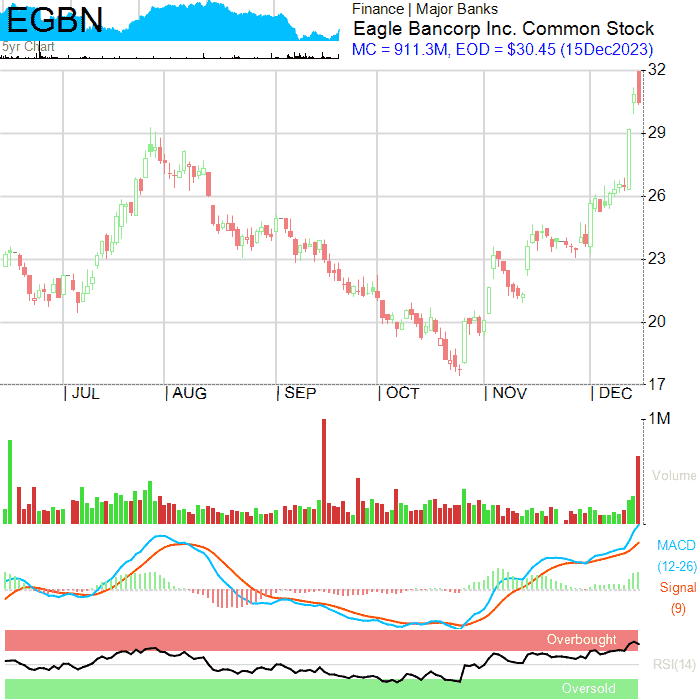 EGBN
5yr Chart
Finance | Major Banks
Eagle Bancorp Inc. Common Stock
MC = 911.3M, EOD = $30.45 (15Dec2023)
32
29
26
23
20
17
| JUL | AUG | SEP | OCT | NOV | DEC
1M
Volume
MACD
(12-26)
Signal
(9)
Overbought
RSI(14)
Oversold